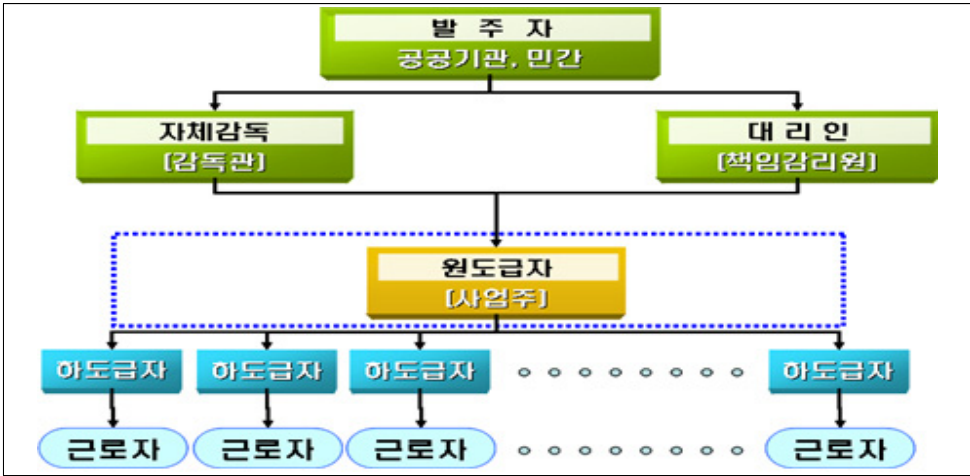 발 주 자
공공기관, 민간
자체감독
[감독관]
대 리 인
[책임감리원]
원도급자
[사업주]
하도급자 하도급자 하도급자 하도급자
근로자 근로자 근로자 근로자